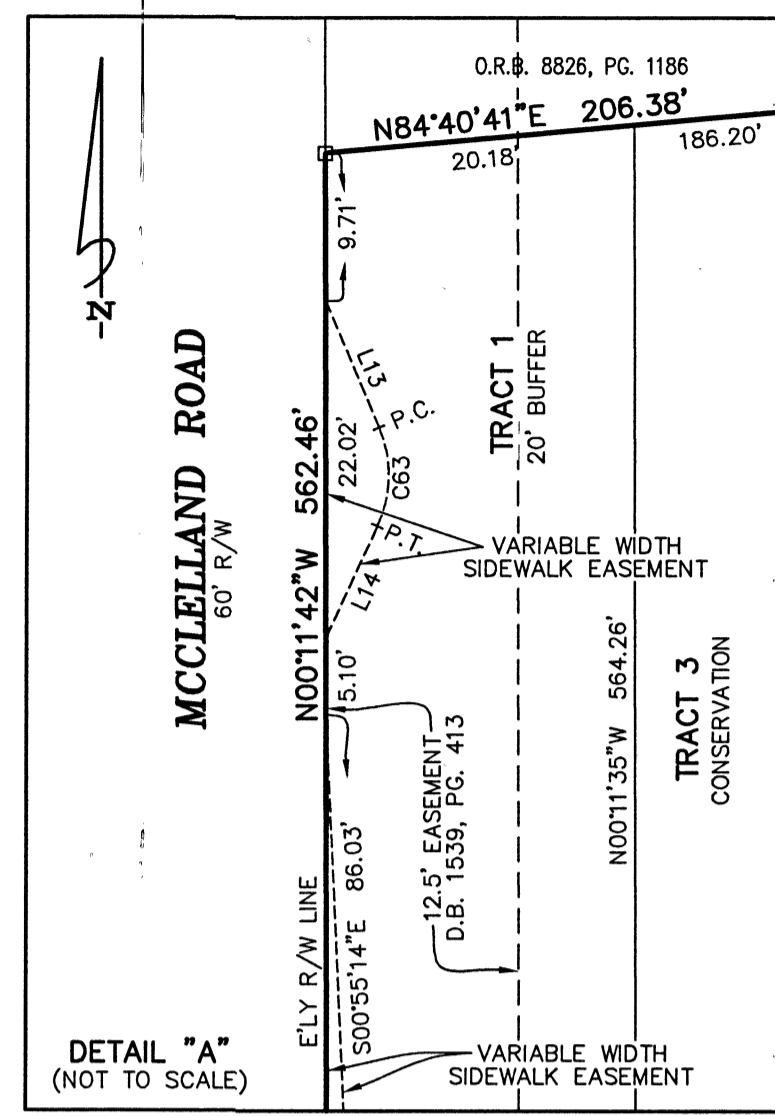 O.R.B. 8826, PG. 1186
N84°40'41"E 206.38'
20.18'
186.20'
9.71'
N
MCCLELLAND ROAD
60' R/W
L13
P.C.
C63
P.T.
L14
22.02'
N00°11'42"W 562.46'
5.10'
TRACT 1
20' BUFFER
VARIABLE WIDTH
SIDEWALK EASEMENT
N00°11'35"W 564.26'
TRACT 3
CONSERVATION
12.5' EASEMENT
D.B. 1539, PG. 413
E'LY R/W LINE
S00°55'14"E 86.03'
DETAIL "A"
(NOT TO SCALE)
VARIABLE WIDTH
SIDEWALK EASEMENT